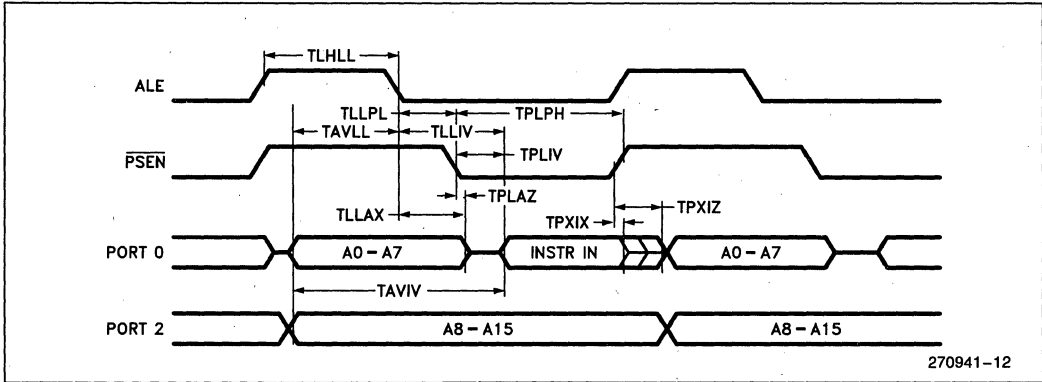 TLHLL
ALE
TLLPL
TPLPH
TAVLL
TLLIV
PSEN
TPLIV
TPLAZ
TLLAX
TPXIX
TPXIZ
PORT 0
A0-A7
INSTR IN
A0-A7
TAVIV
PORT 2
A8-A15
A8-A15
270941-12